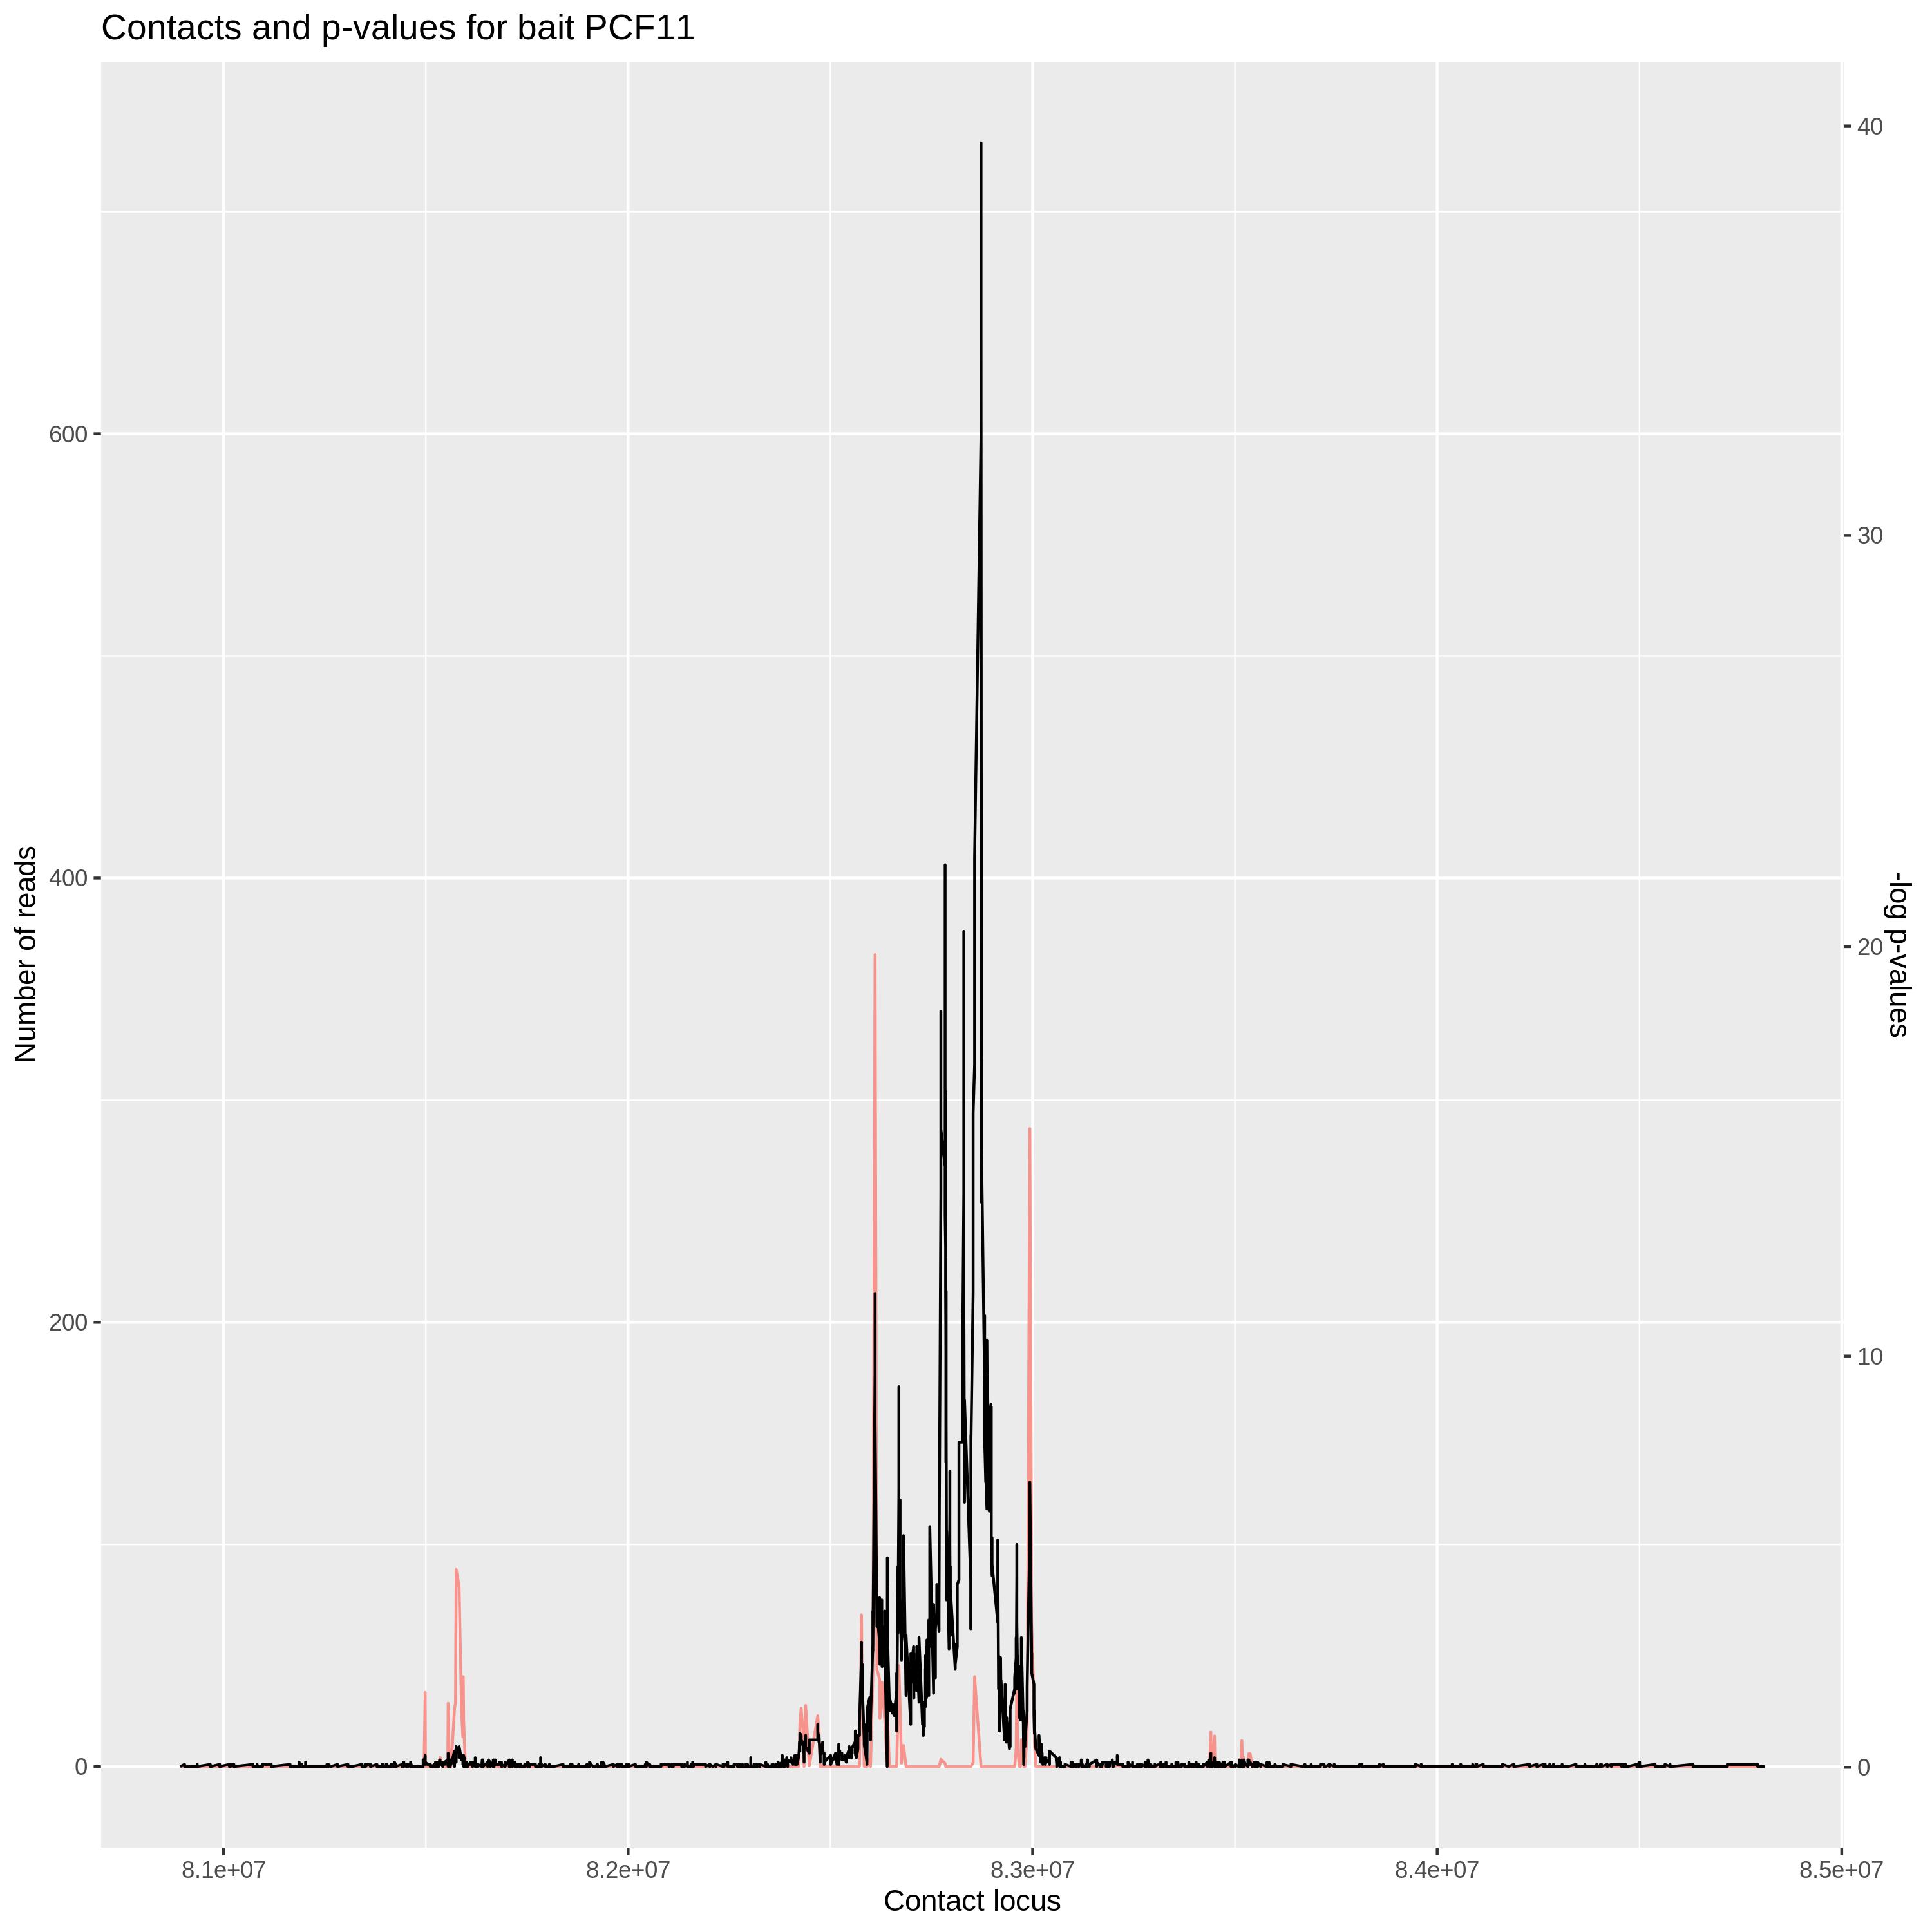 Contacts and p-values for bait PCF11
Number of reads
600
400
200
0
40
30
20
10
0
-log p-values
8.1e+07
8.2e+07
8.3e+07
8.4e+07
8.5e+07
Contact locus